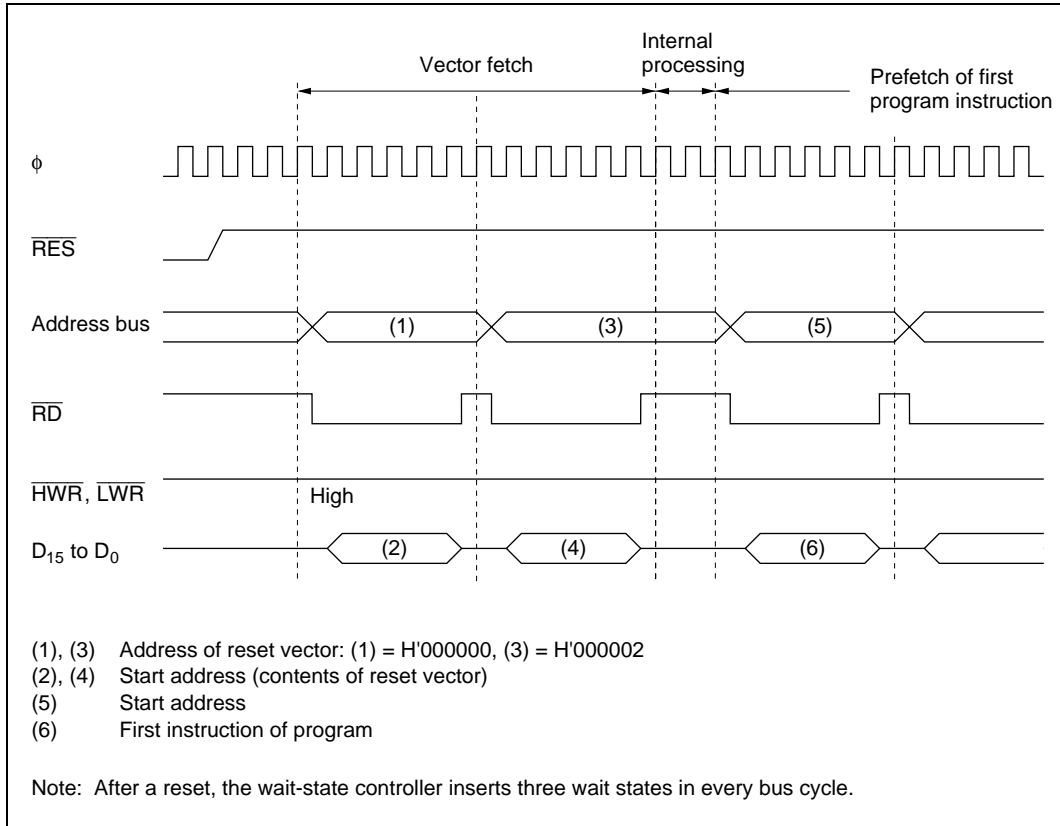 Vector fetch
Internal
processing
Prefetch of first
program instruction
ϕ
RES
Address bus
(1)
(3)
(5)
RD
HWR, LWR
High
D15 to D0
(2)
(4)
(6)
(1), (3) Address of reset vector: (1) = H'000000, (3) = H'000002
(2), (4) Start address (contents of reset vector)
(5) Start address
(6) First instruction of program
Note: After a reset, the wait-state controller inserts three wait states in every bus cycle.